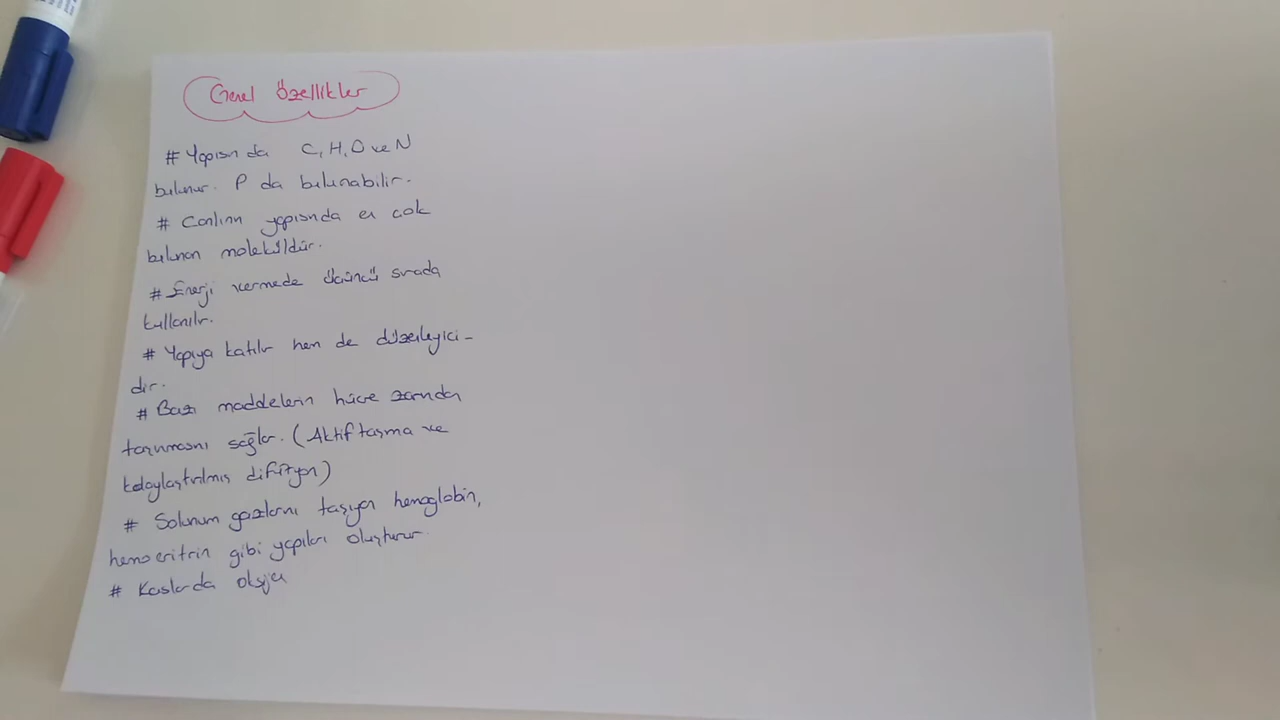 Genel Özellikler
# Yapısında C, H, O ve N
bulunur. P da bulunabilir.
# Canlının yapısında en çok
bulunan moleküldür.
# Enerji vermede üçüncü sırada
kullanılır.
# Yapıya katılır hem de düzenleyici-
dir.
# Bazı maddelerin hücre zarından
taşınmasını sağlar. (Aktif taşıma ve
kolaylaştırılmış difüzyon)
# Solunum gazlarını taşıyan hemoglobin,
hemoeritrin gibi yapıları oluşturur.
# Kaslarda oksijen